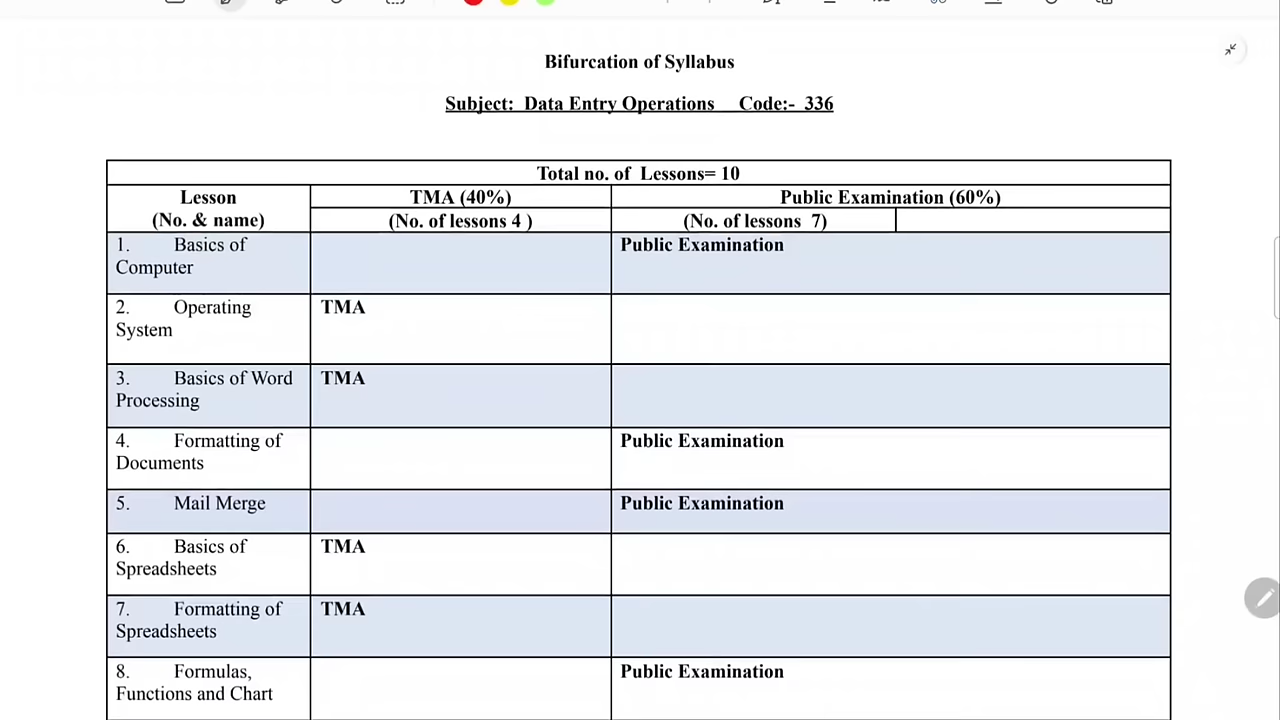 Bifurcation of Syllabus
Subject: Data Entry Operations Code:- 336
Total no. of Lessons= 10
Lesson
(No. & name)
TMA (40%)
Public Examination (60%)
(No. of lessons 4 )
(No. of lessons 7)
1. Basics of
Computer
Public Examination
2. Operating
System
TMA
3. Basics of Word
Processing
TMA
4. Formatting of
Documents
Public Examination
5. Mail Merge
Public Examination
6. Basics of
Spreadsheets
TMA
7. Formatting of
Spreadsheets
TMA
8. Formulas,
Functions and Chart
Public Examination